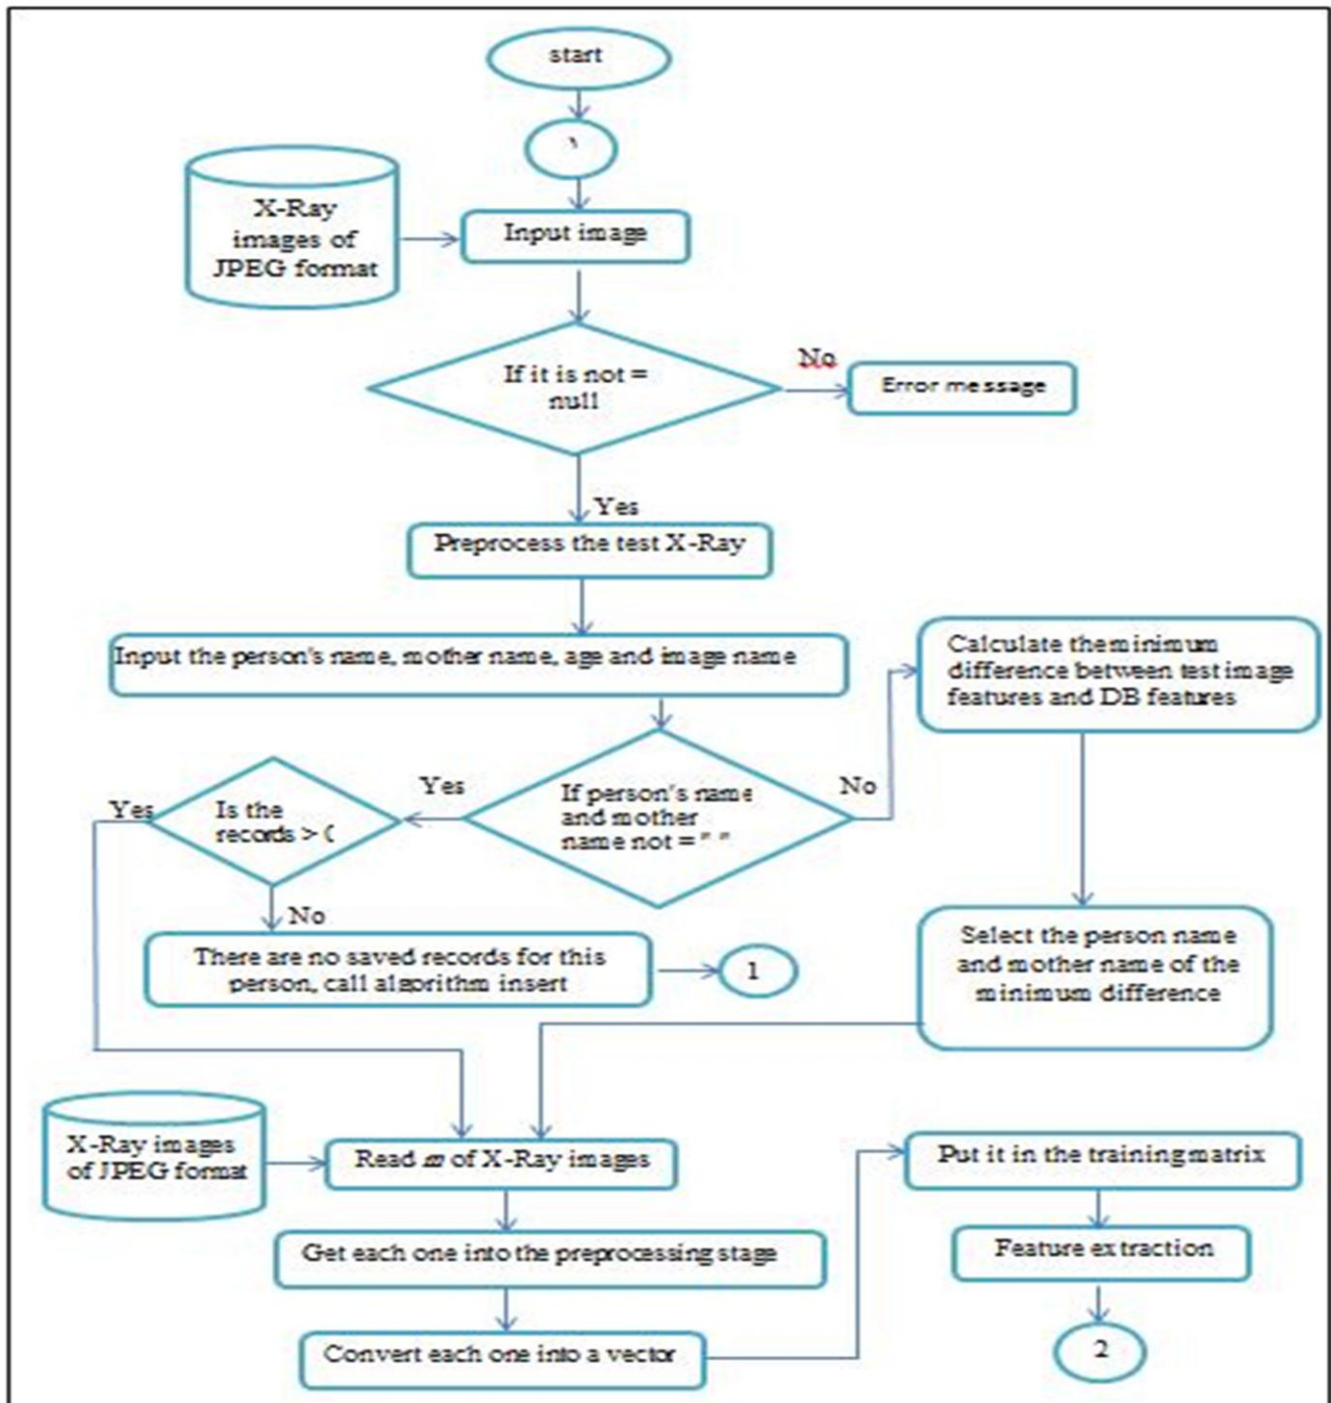 start
١
X-Ray
images of
JPEG format
Input image
If it is not =
null
No
Error message
Yes
Preprocess the test X-Ray
Input the person's name, mother name, age and image name
Calculate the minimum
difference between test image
features and DB features
If person's name
and mother
name not = " "
Yes
No
Is the
records >
Yes
No
There are no saved records for this
person, call algorithm insert
1
Select the person name
and mother name of the
minimum difference
X-Ray images
of JPEG format
Read m of X-Ray images
Put it in the training matrix
Get each one into the preprocessing stage
Feature extraction
Convert each one into a vector
2